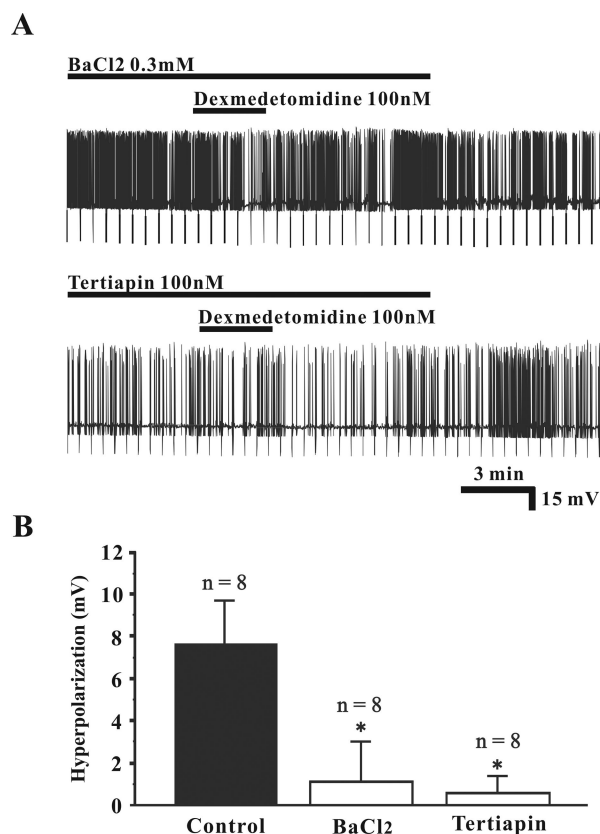 A
BaCl2 0.3mM
Dexmedetomidine 100nM
Tertiapin 100nM
Dexmedetomidine 100nM
3 min
15 mV
B
Hyperpolarization (mV)
12
10
8
6
4
2
0
n = 8
n = 8
*
n = 8
*
Control
BaCl2
Tertiapin